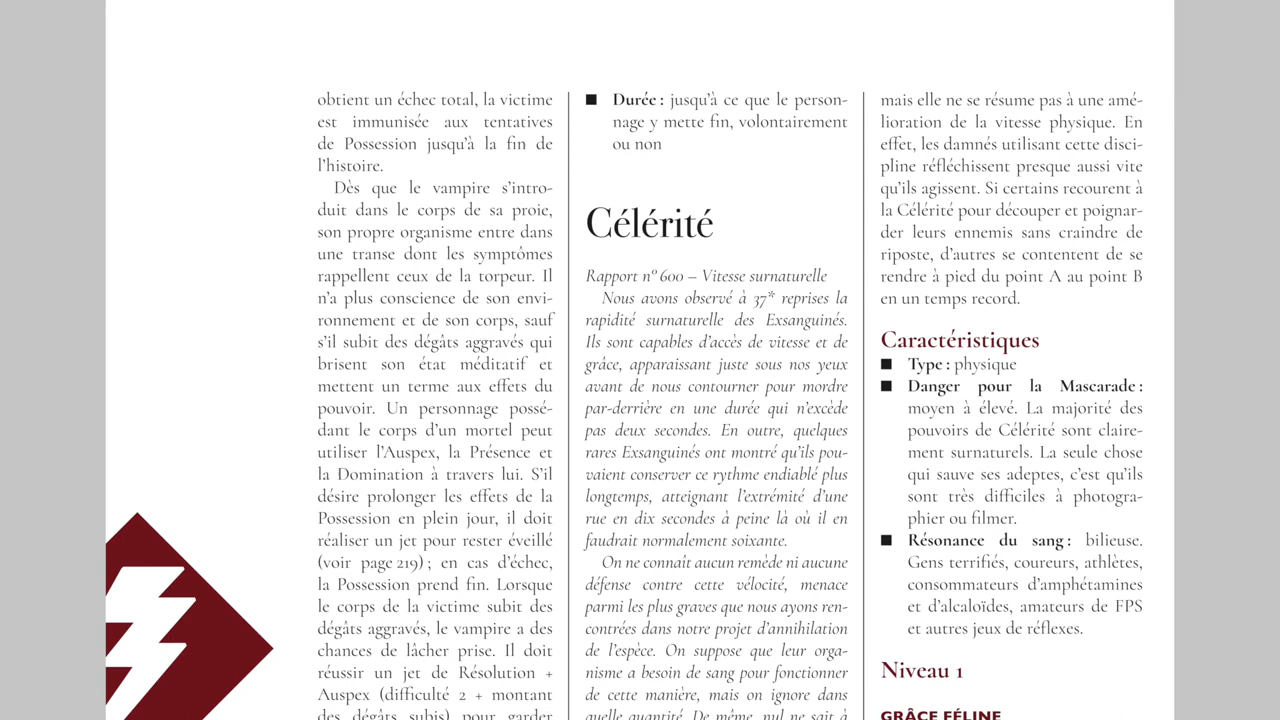 obtient un échec total, la victime
est immunisée aux tentatives
de Possession jusqu'à la fin de
l'histoire.
Dès que le vampire s'intro-
duit dans le corps de sa proie,
son propre organisme entre dans
une transe dont les symptômes
rappellent ceux de la torpeur. Il
n'a plus conscience de son envi-
ronnement et de son corps, sauf
s'il subit des dégâts aggravés qui
brisent son état méditatif et
mettent un terme aux effets du
pouvoir. Un personnage possé-
dant le corps d'un mortel peut
utiliser l'Auspex, la Présence et
la Domination à travers lui. S'il
désire prolonger les effets de la
Possession en plein jour, il doit
réaliser un jet pour rester éveillé
(voir page 219) ; en cas d'échec,
la Possession prend fin. Lorsque
le corps de la victime subit des
dégâts aggravés, le vampire a des
chances de lâcher prise. Il doit
réussir un jet de Résolution +
Auspex (difficulté 2 + montant
des dégâts subis) pour garder
■ Durée : jusqu'à ce que le person-
nage y mette fin, volontairement
ou non
Célérité
Rapport n° 600 – Vitesse surnaturelle
Nous avons observé à 37* reprises la
rapidité surnaturelle des Exsanguinés.
Ils sont capables d'accès de vitesse et de
grâce, apparaissant juste sous nos yeux
avant de nous contourner pour mordre
par-derrière en une durée qui n'excède
pas deux secondes. En outre, quelques
rares Exsanguinés ont montré qu'ils pou-
vaient conserver ce rythme endiablé plus
longtemps, atteignant l'extrémité d'une
rue en dix secondes à peine là où il en
faudrait normalement soixante.
On ne connaît aucun remède ni aucune
défense contre cette vélocité, menace
parmi les plus graves que nous ayons ren-
contrées dans notre projet d'annihilation
de l'espèce. On suppose que leur orga-
nisme a besoin de sang pour fonctionner
de cette manière, mais on ignore dans
quelle quantité. De même, nul ne sait à
mais elle ne se résume pas à une amé-
lioration de la vitesse physique. En
effet, les damnés utilisant cette disci-
pline réfléchissent presque aussi vite
qu'ils agissent. Si certains recourent à
la Célérité pour découper et poignar-
der leurs ennemis sans craindre de
riposte, d'autres se contentent de se
rendre à pied du point A au point B
en un temps record.
Caractéristiques
■ Type : physique
■ Danger pour la Mascarade :
moyen à élevé. La majorité des
pouvoirs de Célérité sont claire-
ment surnaturels. La seule chose
qui sauve ses adeptes, c'est qu'ils
sont très difficiles à photogra-
phier ou filmer.
■ Résonance du sang : bilieuse.
Gens terrifiés, coureurs, athlètes,
consommateurs d'amphétamines
et d'alcaloïdes, amateurs de FPS
et autres jeux de réflexes.
Niveau 1
GRÂCE FÉLINE